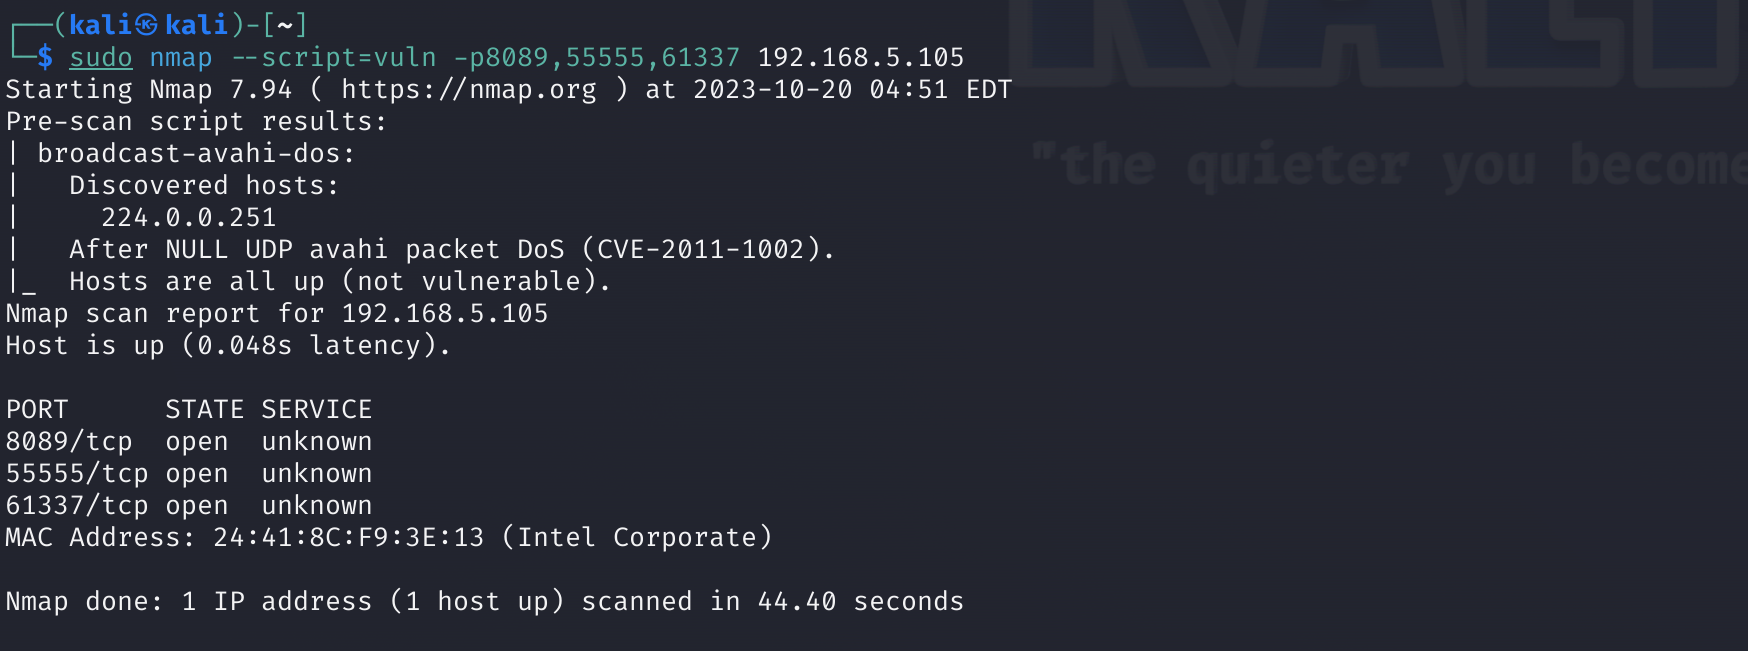 ┌──(kali㉿kali)-[~]
└─$ sudo nmap --script=vuln -p8089,55555,61337 192.168.5.105
Starting Nmap 7.94 ( https://nmap.org ) at 2023-10-20 04:51 EDT
Pre-scan script results:
| broadcast-avahi-dos:
|   Discovered hosts:
|     224.0.0.251
|   After NULL UDP avahi packet DoS (CVE-2011-1002).
|_  Hosts are all up (not vulnerable).
Nmap scan report for 192.168.5.105
Host is up (0.048s latency).

PORT      STATE SERVICE
8089/tcp  open  unknown
55555/tcp open  unknown
61337/tcp open  unknown
MAC Address: 24:41:8C:F9:3E:13 (Intel Corporate)

Nmap done: 1 IP address (1 host up) scanned in 44.40 seconds
KALI
"the quieter you become